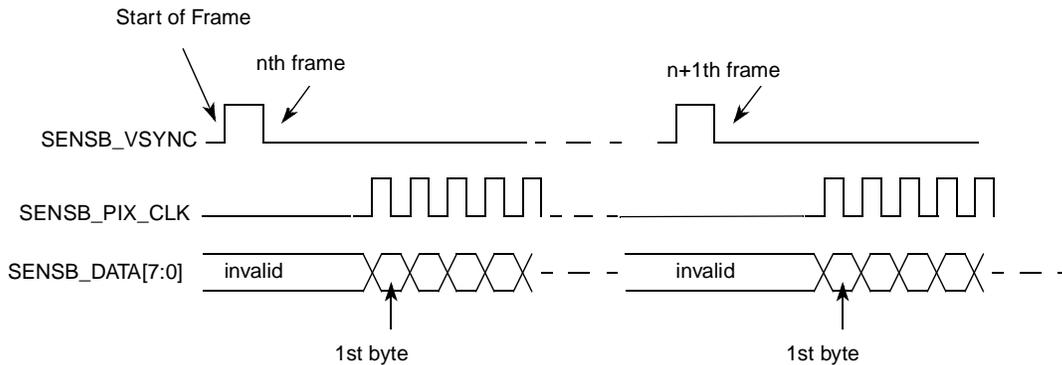 Start of Frame
nth frame
n+1th frame
SENSB_VSYNC
SENSB_PIX_CLK
SENSB_DATA[7:0]
invalid
invalid
1st byte
1st byte